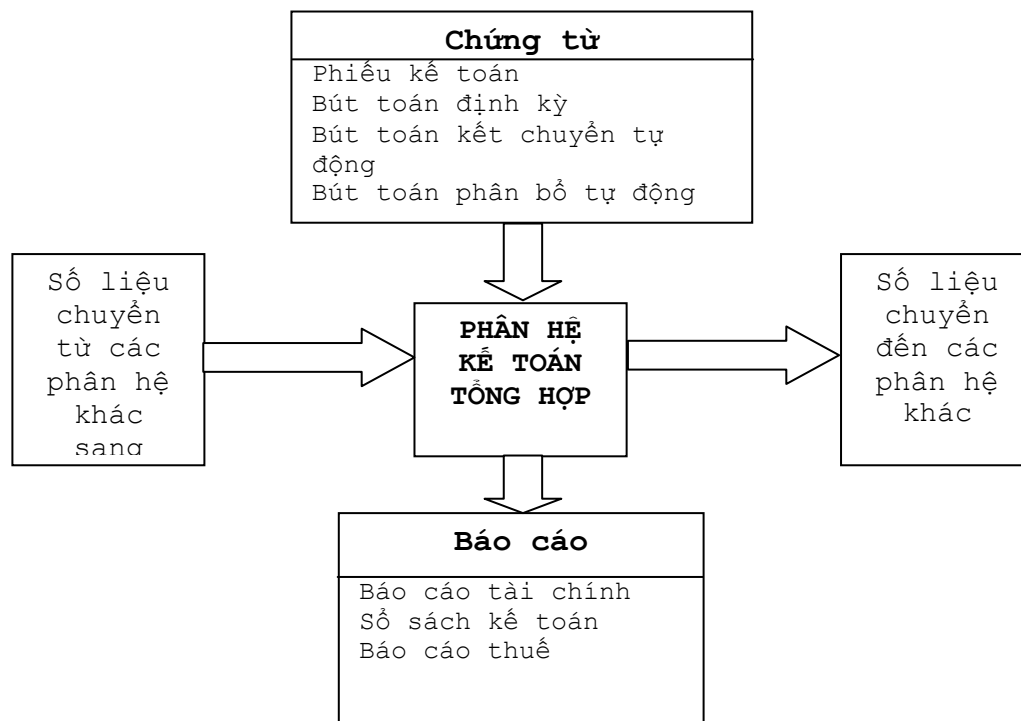 Chứng từ
Phiếu kế toán
Bút toán định kỳ
Bút toán kết chuyển tự
động
Bút toán phân bổ tự động
Số liệu
chuyển
từ các
phân hệ
khác
sang
PHÂN HỆ
KẾ TOÁN
TỔNG HỢP
Số liệu
chuyển
đến các
phân hệ
khác
Báo cáo
Báo cáo tài chính
Sổ sách kế toán
Báo cáo thuế